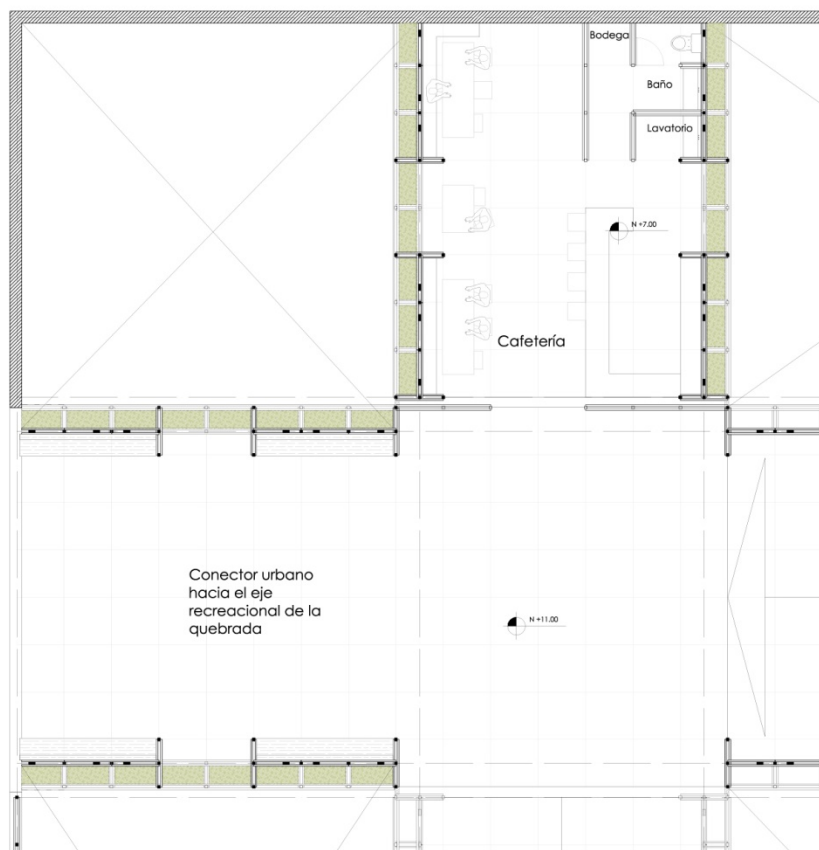 Bodega
Baño
Lavatorio
N +7.00
Cafetería
Conector urbano
hacia el eje
recreacional de la
quebrada
N +11.00